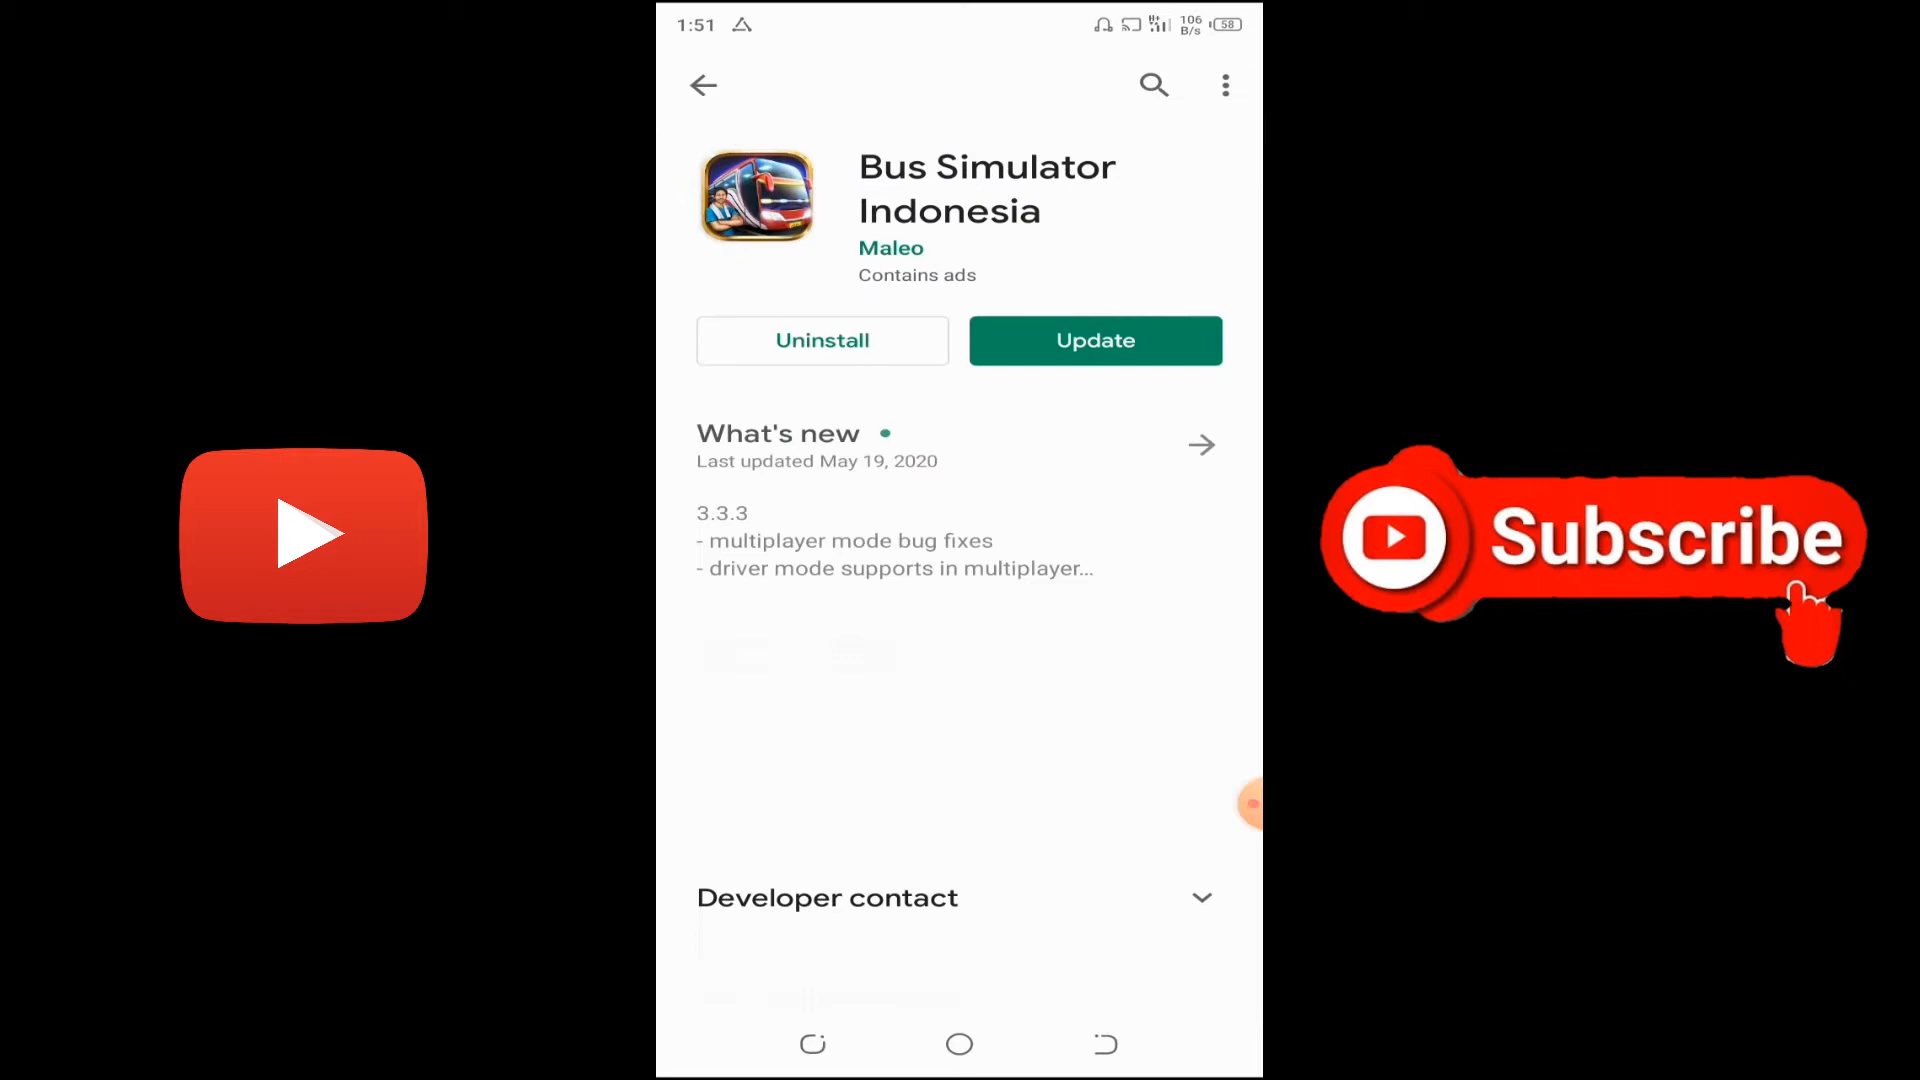 1:51
106
B/s
58
Bus Simulator
Indonesia
Maleo
Contains ads
Uninstall
Update
What's new
Last updated May 19, 2020
3.3.3
- multiplayer mode bug fixes
- driver mode supports in multiplayer...
Subscribe
Developer contact